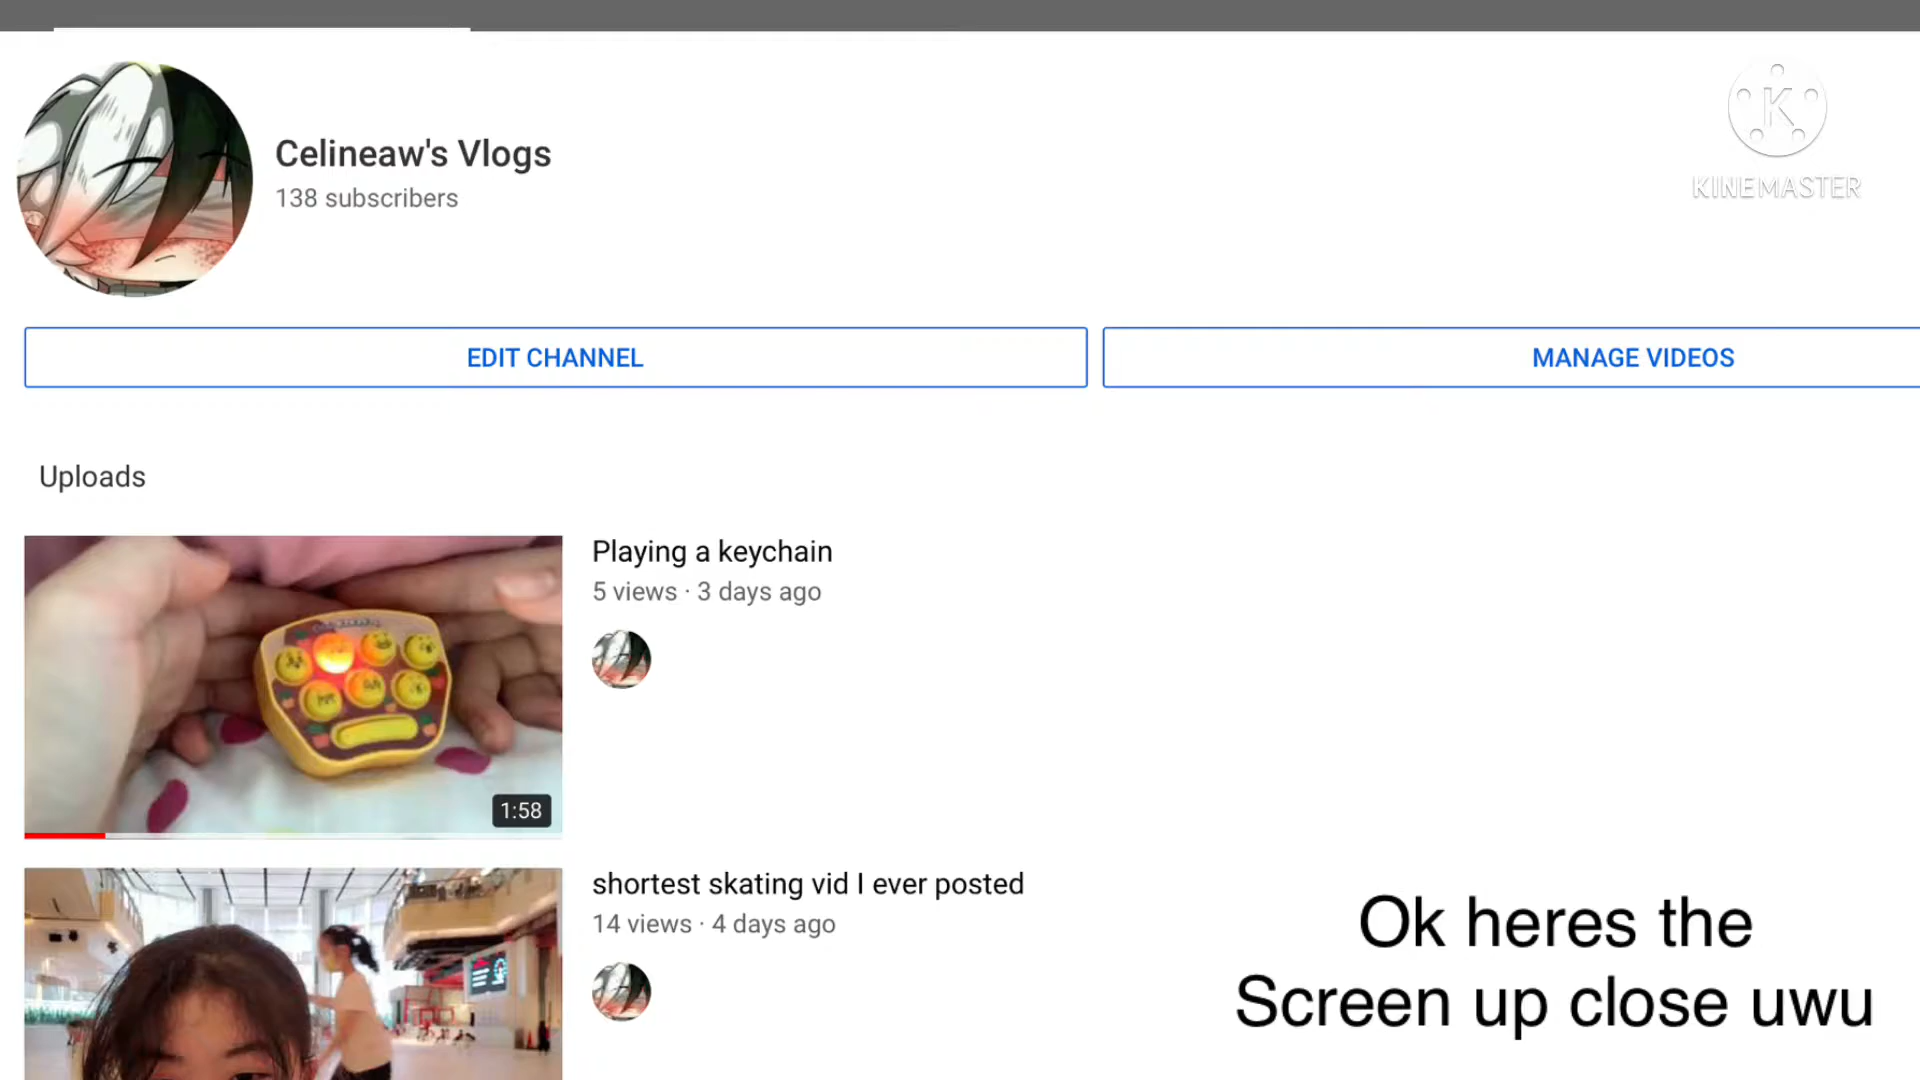 Celineaw's Vlogs
138 subscribers
KINEMASTER
EDIT CHANNEL
MANAGE VIDEOS
Uploads
Playing a keychain
5 views · 3 days ago
1:58
shortest skating vid I ever posted
14 views · 4 days ago
Ok heres the
Screen up close uwu